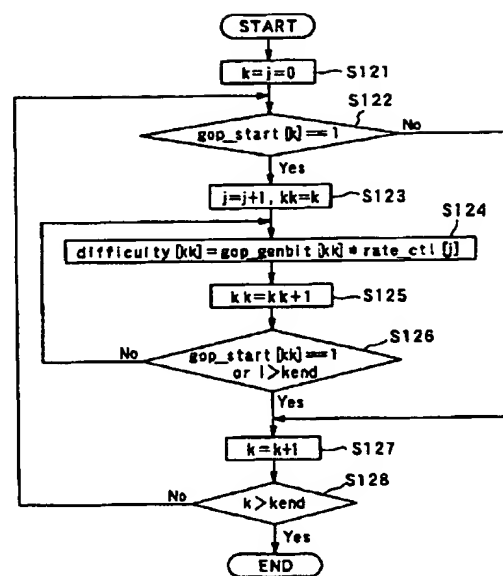 START
k=j=0
S121
S122
gop_start [k]==1
No
Yes
j=j+1, kk=k
S123
S124
difficulty [kk]=gop_genbit [kk] * rate_ctl [j]
kk=kk+1
S125
S126
gop_start [kk]==1
or l>kend
No
Yes
k=k+1
S127
S128
k>kend
No
Yes
END